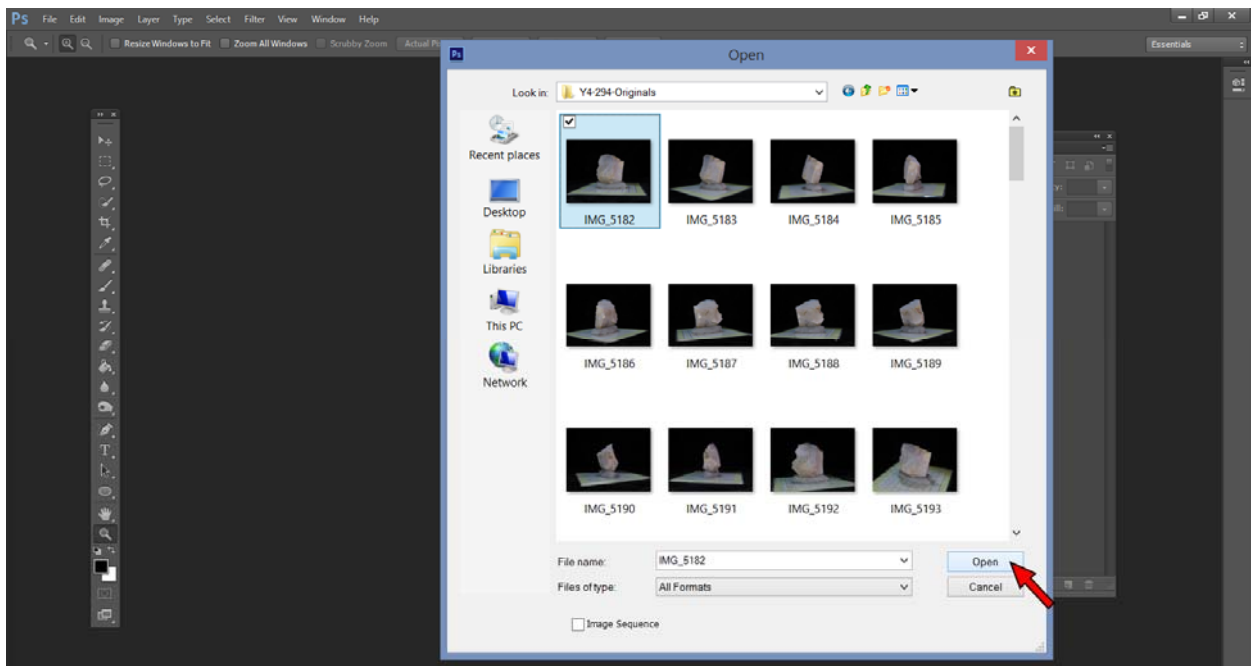 Ps File Edit Image Layer Type Select Filter View Window Help
Resize Windows to Fit Zoom All Windows Scrubby Zoom Actual
Essentials
Ps Open
Look in: Y4-294-Originals
Recent places
Desktop
Libraries
This PC
Network
IMG_5182 IMG_5183 IMG_5184 IMG_5185
IMG_5186 IMG_5187 IMG_5188 IMG_5189
IMG_5190 IMG_5191 IMG_5192 IMG_5193
File name: IMG_5182 Open
Files of type: All Formats Cancel
Image Sequence